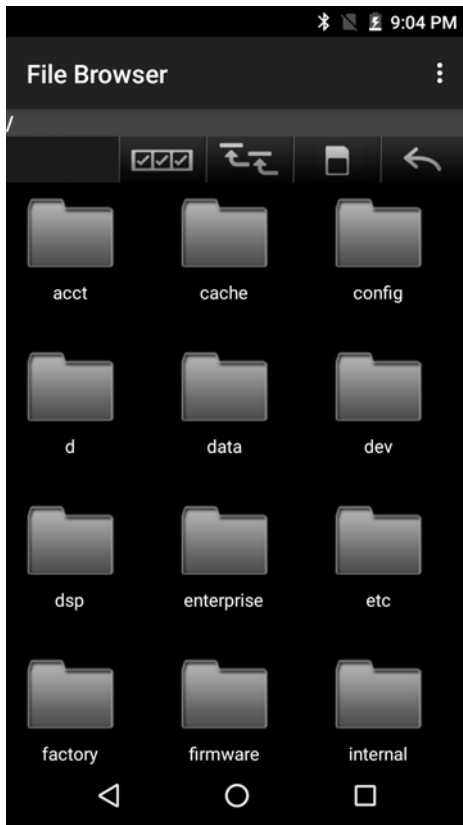 9:04 PM
File Browser
/
acct cache config
d data dev
dsp enterprise etc
factory firmware internal